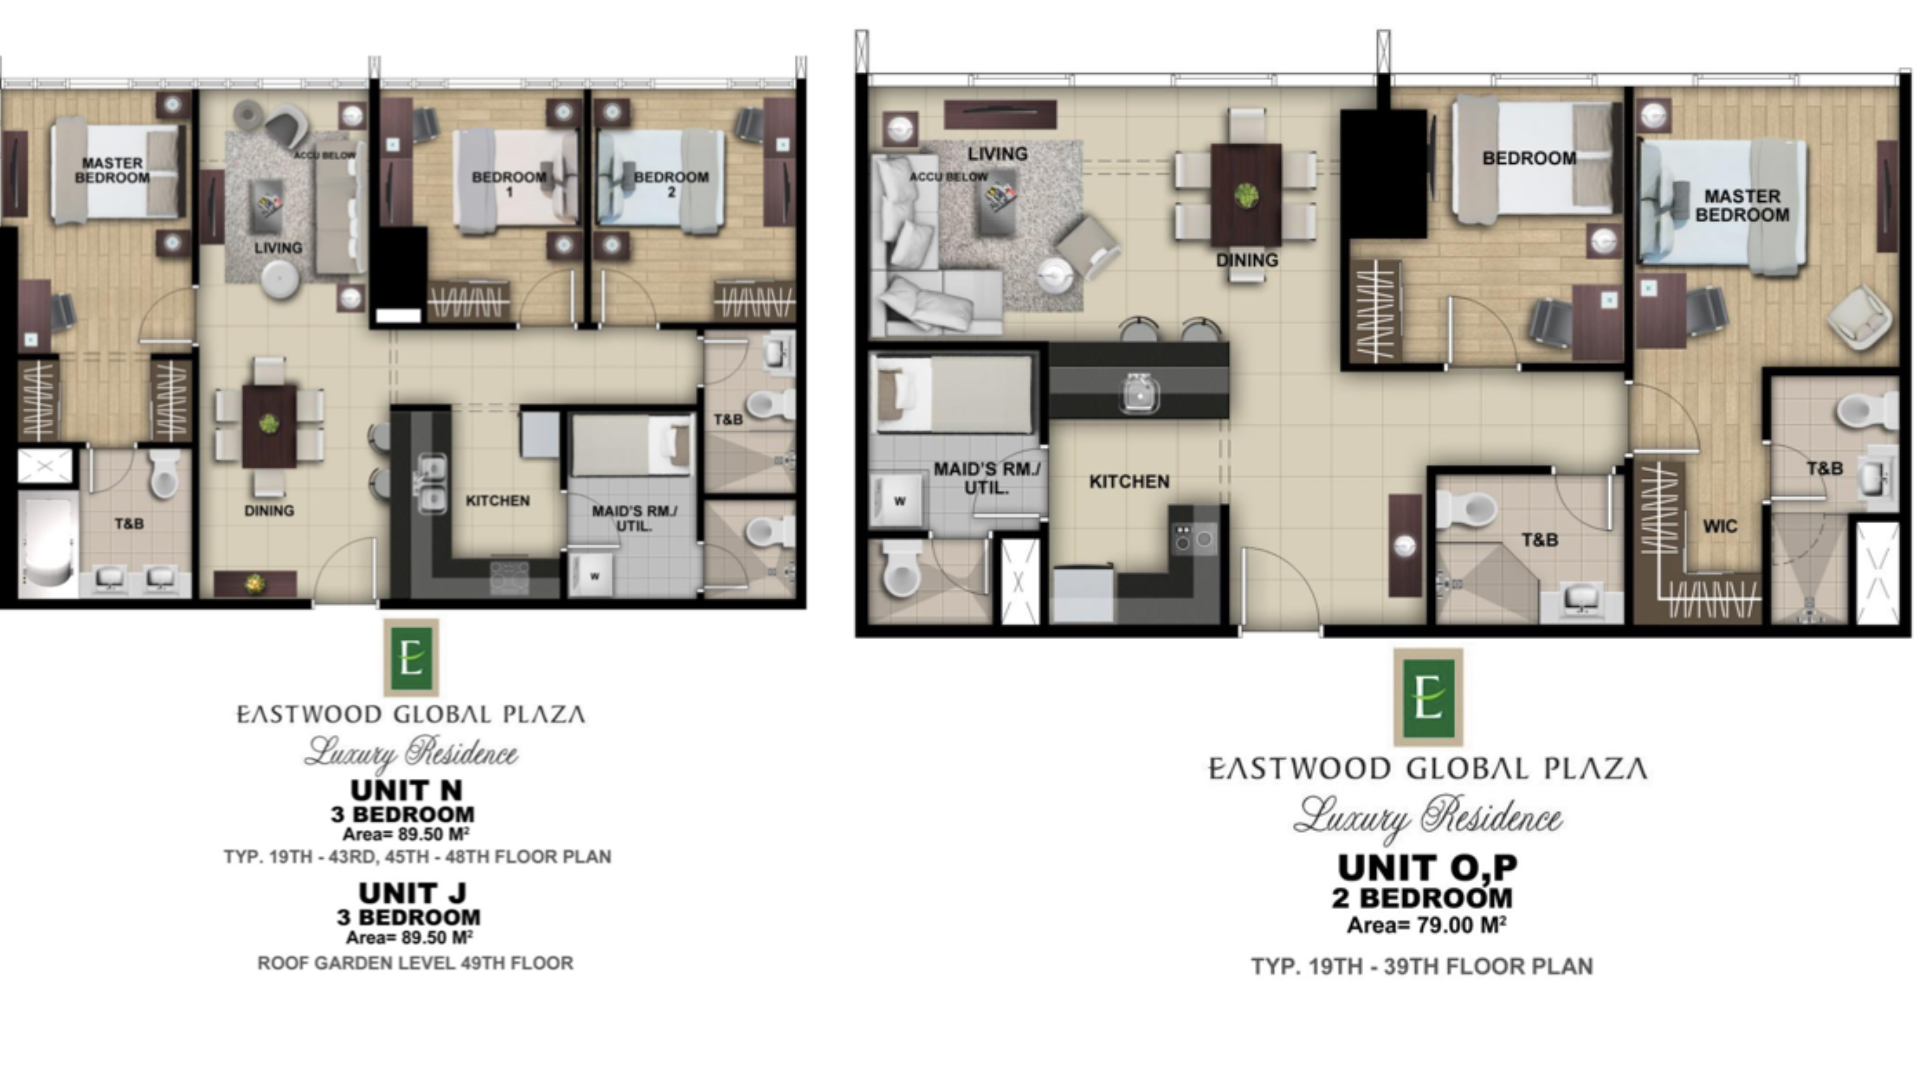 MASTER
BEDROOM
ACCU BELOW
LIVING
BEDROOM
1
BEDROOM
2
T&B
DINING
KITCHEN
MAID'S RM./
UTIL.
W
T&B
E
EASTWOOD GLOBAL PLAZA
Luxury Residence
UNIT N
3 BEDROOM
Area= 89.50 M²
TYP. 19TH - 43RD, 45TH - 48TH FLOOR PLAN
UNIT J
3 BEDROOM
Area= 89.50 M²
ROOF GARDEN LEVEL 49TH FLOOR
LIVING
ACCU BELOW
DINING
BEDROOM
MASTER
BEDROOM
MAID'S RM./
UTIL.
W
KITCHEN
T&B
WIC
T&B
E
EASTWOOD GLOBAL PLAZA
Luxury Residence
UNIT O,P
2 BEDROOM
Area= 79.00 M²
TYP. 19TH - 39TH FLOOR PLAN